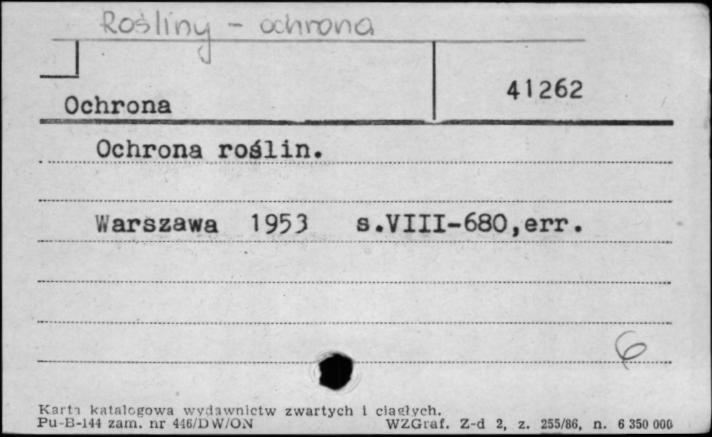 Rośliny - ochrona
41262
Ochrona
Ochrona roślin.
Warszawa 1953 s.VIII-680,err.
6
Karta katalogowa wydawnictw zwartych i ciągłych.
Pu-B-144 zam. nr 446/DW/ON WZGraf. Z-d 2, z. 255/86, n. 6 350 000